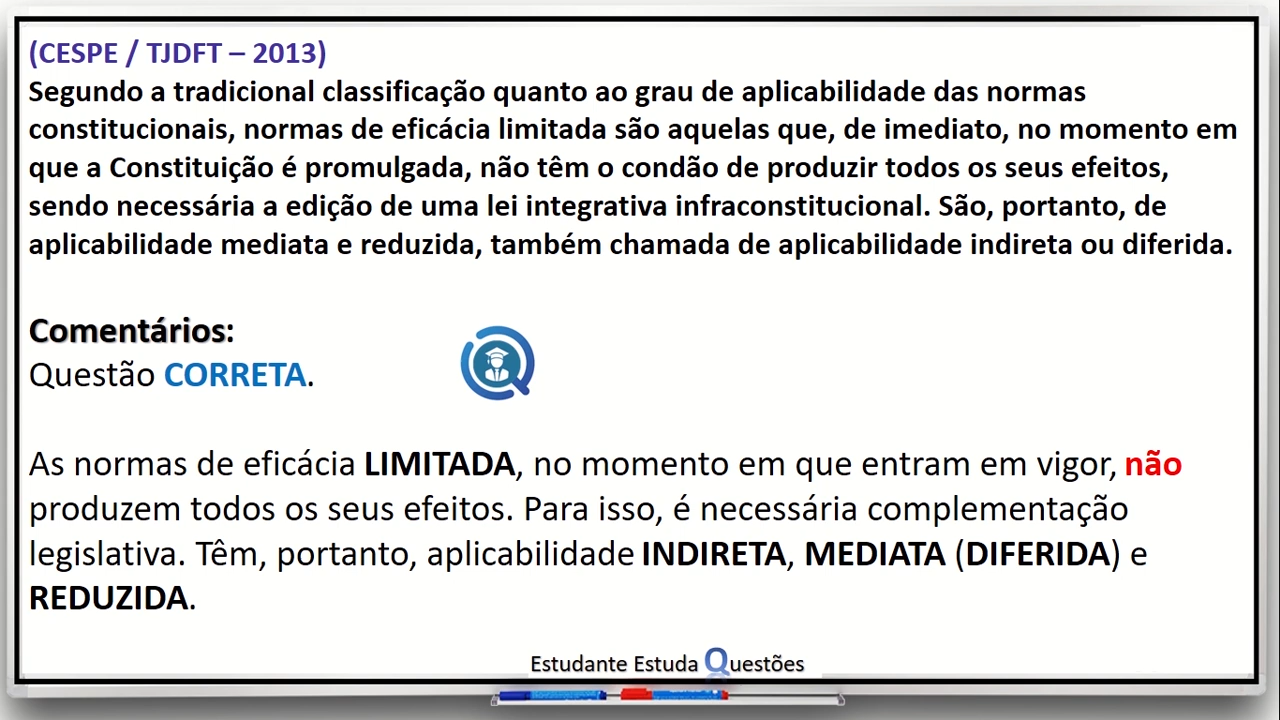 (CESPE / TJDFT – 2013)
Segundo a tradicional classificação quanto ao grau de aplicabilidade das normas
constitucionais, normas de eficácia limitada são aquelas que, de imediato, no momento em
que a Constituição é promulgada, não têm o condão de produzir todos os seus efeitos,
sendo necessária a edição de uma lei integrativa infraconstitucional. São, portanto, de
aplicabilidade mediata e reduzida, também chamada de aplicabilidade indireta ou diferida.
Comentários:
Questão CORRETA.
As normas de eficácia LIMITADA, no momento em que entram em vigor, não
produzem todos os seus efeitos. Para isso, é necessária complementação
legislativa. Têm, portanto, aplicabilidade INDIRETA, MEDIATA (DIFERIDA) e
REDUZIDA.
Estudante Estuda Questões